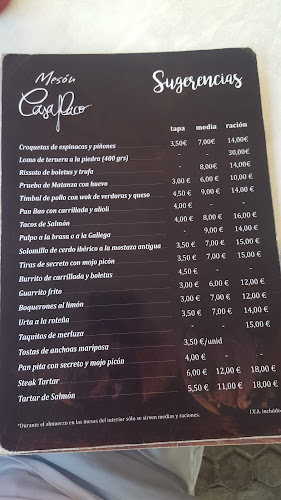 Mesón
Casa Paco
Sugerencias
tapa media ración
Croquetas de espinacas y piñones 3,50€ 7,00€ 14,00€
Lomo de ternera a la piedra (400 grs) 30,00€
Rissoto de boletus y trufa - 8,00€ 14,00€
Prueba de Matanza con huevo 3,00 € 6,00 € 10,00 €
Timbal de pollo con wok de verduras y queso 4,50 € 9,00 € 14,00 €
Pan Bao con carrillada y alioli 4,00 €
Tacos de Salmón 4,00 € 8,00 € 16,00 €
Pulpo a la brasa o a la Gallega - 9,00 € 14,00 €
Solomillo de cerdo ibérico a la mostaza antigua 3,50 € 7,00 € 15,00 €
Tiras de secreto con mojo picón 3,50 € 7,00 € 15,00 €
Burrito de carrillada y boletus 4,50 € -
Guarrito frito 3,00 € 6,00 € 12,00 €
Boquerones al limón 3,00 € 7,00 € 12,00 €
Urta a la roteña 3,50 € 7,00 € 14,00 €
Taquitos de merluza - 15,00 €
Tostas de anchoas mariposa 3,50 €/unid
Pan pita con secreto y mojo picón 4,00 € -
Steak Tartar 6,00 € 12,00 € 18,00 €
Tartar de Salmón 5,50 € 11,00 € 18,00 €
*Durante el almuerzo en las mesas del interior sólo se sirven medias y raciones. I.V.A. incluido